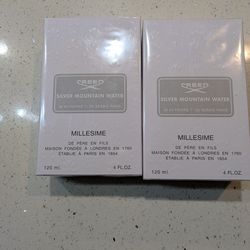 CREED
SILVER MOUNTAIN WATER
MILLESIME
DE PÈRE EN FILS
MAISON FONDÉE À LONDRES EN 1760
ÉTABLIE À PARIS EN 1854
120 mL
4 FL.OZ.
CREED
SILVER MOUNTAIN WATER
MILLESIME
DE PÈRE EN FILS
MAISON FONDÉE À LONDRES EN 1760
ÉTABLIE À PARIS EN 1854
120 mL
4 FL.OZ.